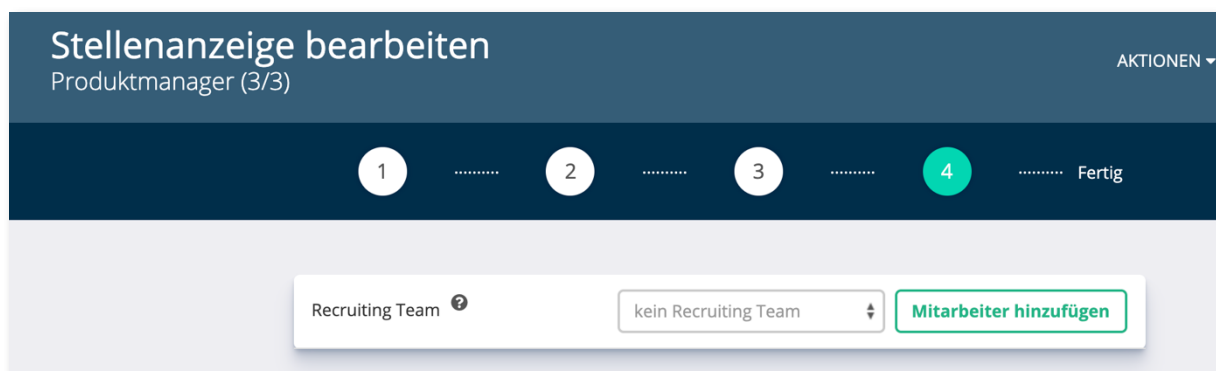 Stellenanzeige bearbeiten
Produktmanager (3/3)
AKTIONEN
1 .......... 2 .......... 3 .......... 4 .......... Fertig
Recruiting Team ? kein Recruiting Team Mitarbeiter hinzufügen